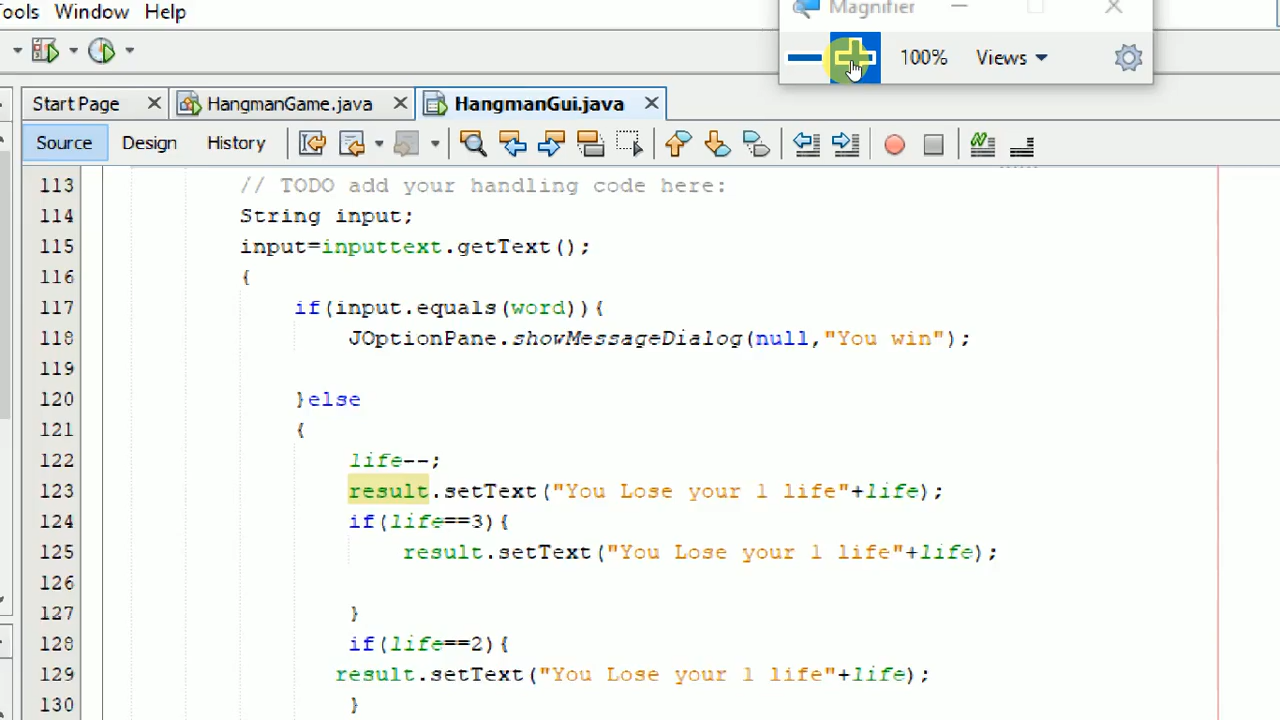 Tools Window Help
Magnifier
100% Views
Start Page HangmanGame.java HangmanGui.java
Source Design History
113 // TODO add your handling code here:
114 String input;
115 input=inputtext.getText();
116 {
117 if(input.equals(word)){
118 JOptionPane.showMessageDialog(null,"You win");
119
120 }else
121 {
122 life--;
123 result.setText("You Lose your 1 life"+life);
124 if(life==3){
125 result.setText("You Lose your 1 life"+life);
126
127 }
128 if(life==2){
129 result.setText("You Lose your 1 life"+life);
130 }